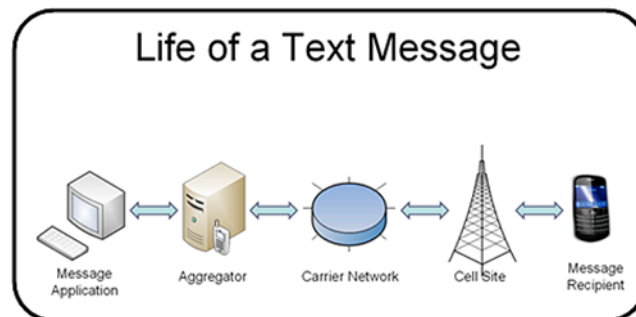 Life of a Text Message
Message
Application
Aggregator
Carrier Network
Cell Site
Message
Recipient